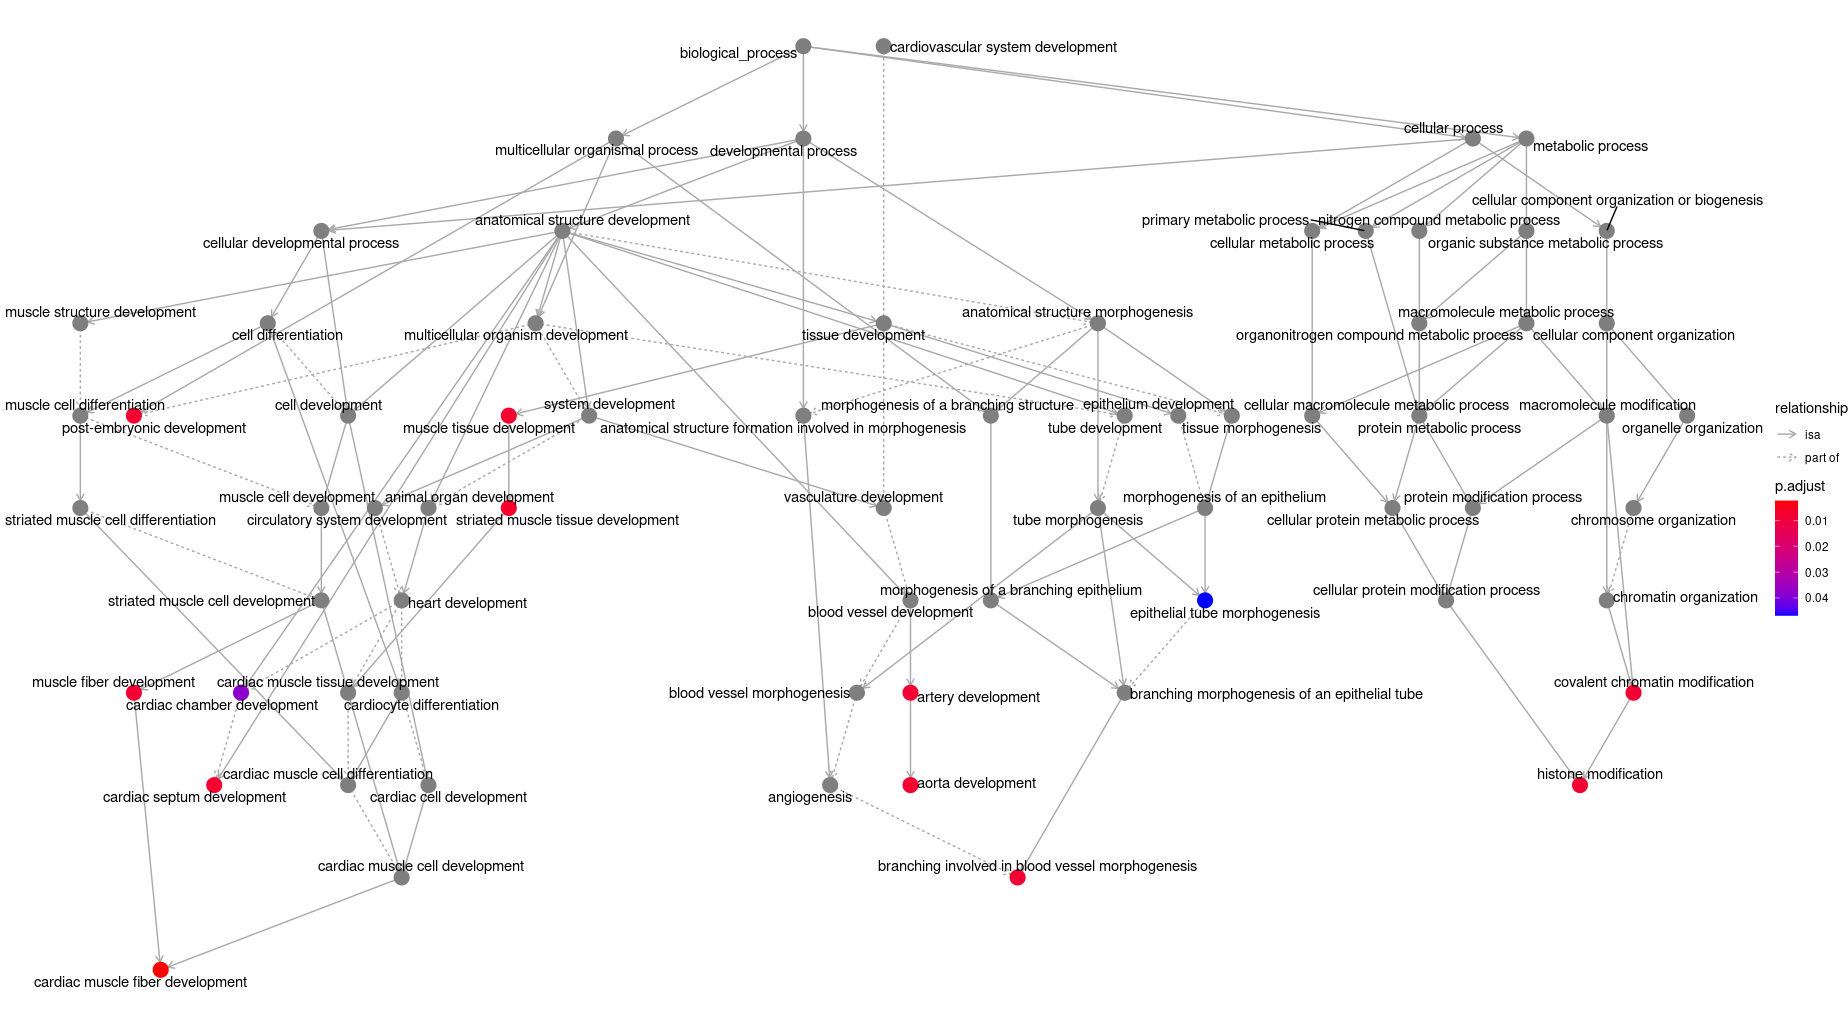 cardiovascular system development
biological_process
cellular process
multicellular organismal process
developmental process
metabolic process
cellular component organization or biogenesis
anatomical structure development
primary metabolic process
nitrogen compound metabolic process
cellular developmental process
cellular metabolic process
organic substance metabolic process
muscle structure development
anatomical structure morphogenesis
macromolecule metabolic process
cell differentiation
multicellular organism development
tissue development
organonitrogen compound metabolic process
cellular component organization
muscle cell differentiation
cell development
system development
morphogenesis of a branching structure
epithelium development
cellular macromolecule metabolic process
macromolecule modification
relationship
post-embryonic development
muscle tissue development
anatomical structure formation involved in morphogenesis
tube development
tissue morphogenesis
protein metabolic process
organelle organization
isa
part of
p.adjust
muscle cell development
animal organ development
vasculature development
morphogenesis of an epithelium
protein modification process
striated muscle cell differentiation
circulatory system development
striated muscle tissue development
tube morphogenesis
cellular protein metabolic process
chromosome organization
0.01
0.02
0.03
0.04
striated muscle cell development
heart development
morphogenesis of a branching epithelium
cellular protein modification process
chromatin organization
blood vessel development
epithelial tube morphogenesis
muscle fiber development
cardiac muscle tissue development
blood vessel morphogenesis
artery development
branching morphogenesis of an epithelial tube
covalent chromatin modification
cardiac chamber development
cardiocyte differentiation
cardiac muscle cell differentiation
aorta development
histone modification
cardiac septum development
cardiac cell development
angiogenesis
cardiac muscle cell development
branching involved in blood vessel morphogenesis
cardiac muscle fiber development